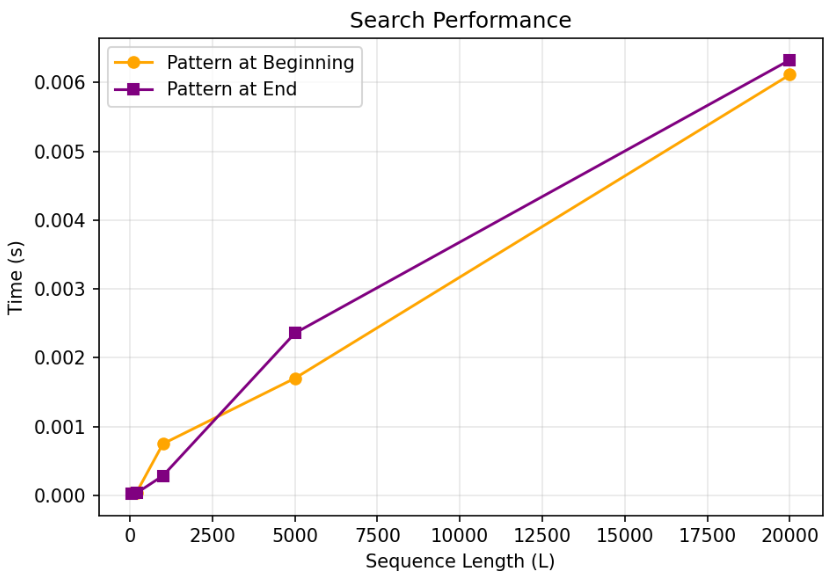 Search Performance
Pattern at Beginning
Pattern at End
0.006
0.005
0.004
0.003
0.002
0.001
0.000
Time (s)
0 2500 5000 7500 10000 12500 15000 17500 20000
Sequence Length (L)